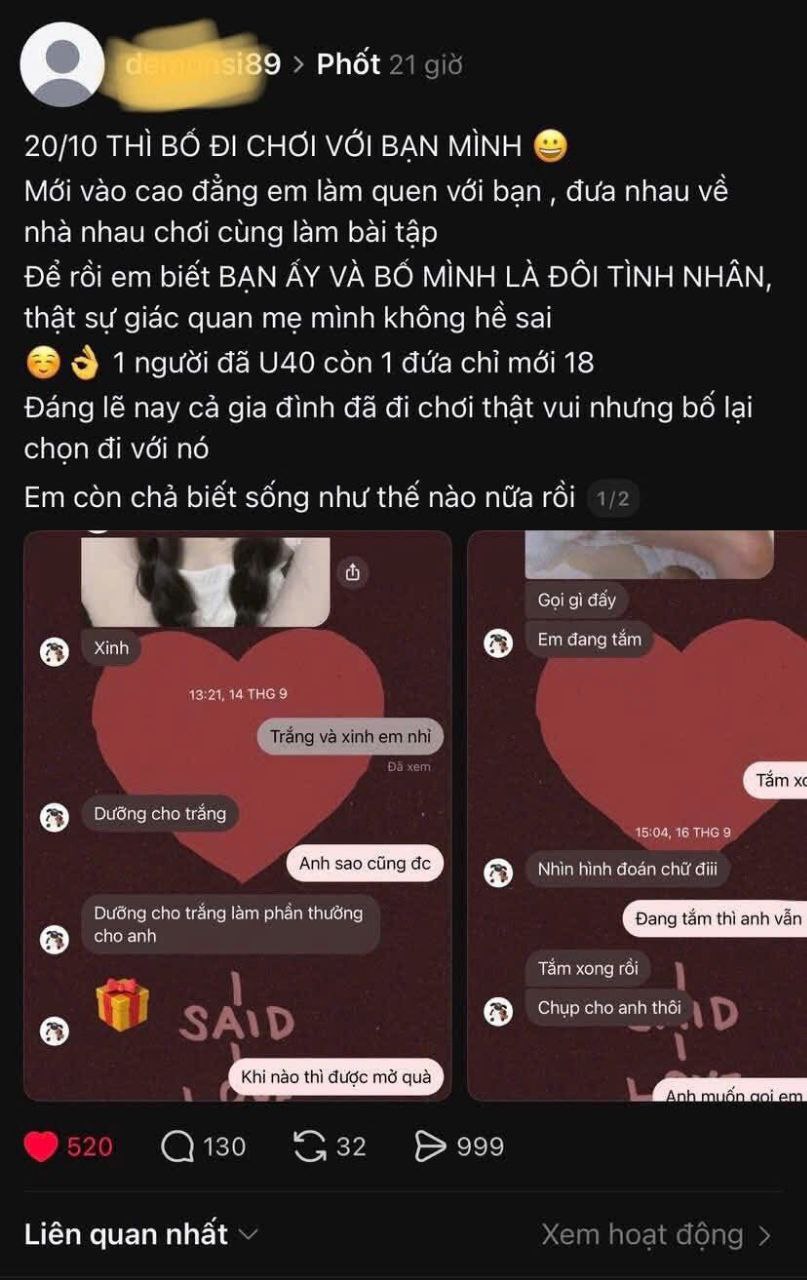 si89 > Phốt 21 giờ
20/10 THÌ BỐ ĐI CHƠI VỚI BẠN MÌNH 😀
Mới vào cao đẳng em làm quen với bạn , đưa nhau về
nhà nhau chơi cùng làm bài tập
Để rồi em biết BẠN ẤY VÀ BỐ MÌNH LÀ ĐÔI TÌNH NHÂN,
thật sự giác quan mẹ mình không hề sai
☺️👌 1 người đã U40 còn 1 đứa chỉ mới 18
Đáng lẽ nay cả gia đình đã đi chơi thật vui nhưng bố lại
chọn đi với nó
Em còn chả biết sống như thế nào nữa rồi 1/2
Xinh
13:21, 14 THG 9
Trắng và xinh em nhỉ
Đã xem
Dưỡng cho trắng
Anh sao cũng đc
Dưỡng cho trắng làm phần thưởng
cho anh
I
SAID
I
Khi nào thì được mở quà
Gọi gì đấy
Em đang tắm
Tắm xo
15:04, 16 THG 9
Nhìn hình đoán chữ điii
Đang tắm thì anh vẫn
Tắm xong rồi
Chụp cho anh thôi
Anh muốn gọi em
520 130 32 999
Liên quan nhất
Xem hoạt động >